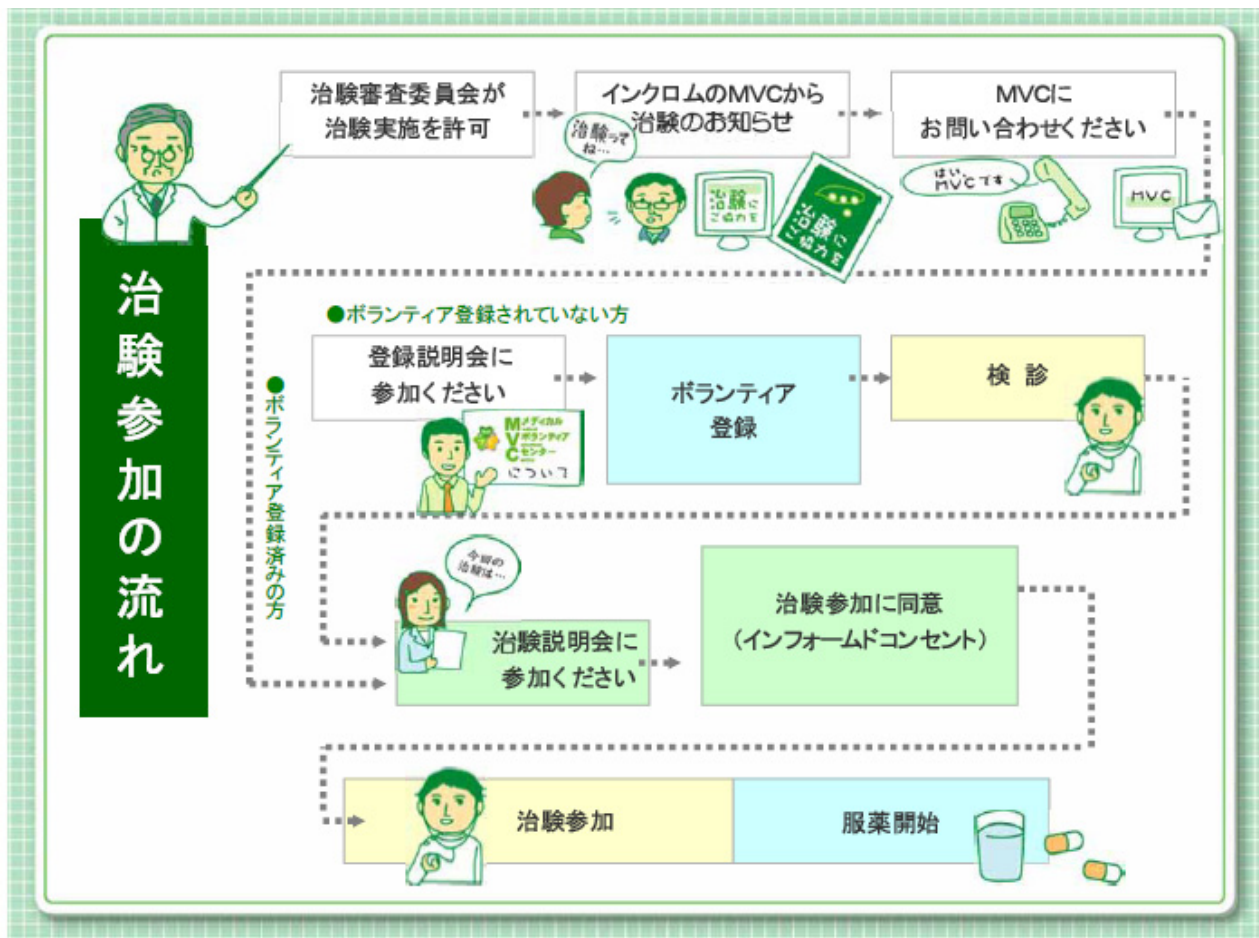 治験参加の流れ
治験審査委員会が
治験実施を許可
インクロムのMVCから
治験のお知らせ
MVCに
お問い合わせください
治験って
ね…
治験に
ご協力を
治験に
ご協力を
はい、
MVCです
MVC
●ボランティア登録されていない方
●ボランティア登録済みの方
登録説明会に
参加ください
メディカル
ボランティア
センター
MVC
について
ボランティア
登録
検 診
今回の
治験は…
治験説明会に
参加ください
治験参加に同意
(インフォームドコンセント)
治験参加
服薬開始